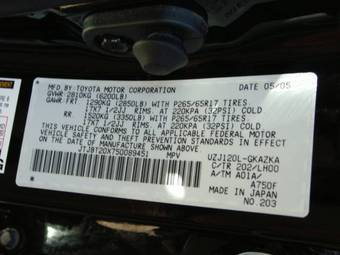 MFD BY TOYOTA MOTOR CORPORATION DATE 05/05
GVWR 2810KG (6200LB)
GAWR FRT 1290KG (2850LB) WITH P265/65R17 TIRES
17X7 1/2JJ RIMS, AT 220KPA (32PSI) COLD
RR 1520KG (3350LB) WITH P265/65R17 TIRES
17X7 1/2JJ RIMS, AT 220KPA (32PSI) COLD
THIS VEHICLE CONFORMS TO ALL APPLICABLE FEDERAL MOTOR
VEHICLE SAFETY AND THEFT PREVENTION STANDARDS IN EFFECT
ON THE DATE OF MANUFACTURE SHOWN ABOVE.
JTJBT20X750089451 MPV UZJ120L-GKAZKA
C/TR 202/LH00
A/TM A01A/
A750F
MADE IN JAPAN
NO.203